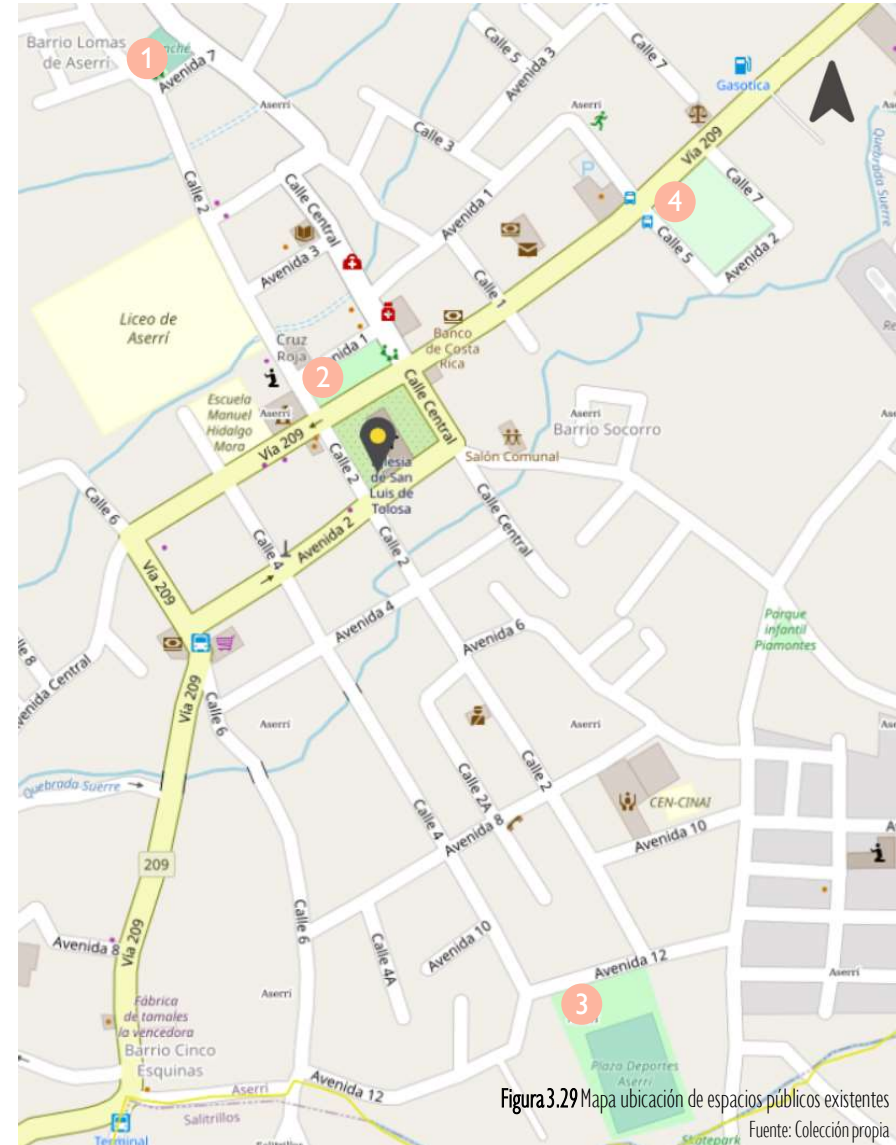 Barrio Lomas
de Aserrí
1
Avenida 7
Aserrí
Calle 5
Avenida 3
Calle 7
Gasotica
Aserrí
Vía 209
Calle 3
P
Quebrada Suerre
4
Calle 7
Calle 2
Calle Central
Avenida 1
Avenida 3
Calle 5
Avenida 2
Calle 1
Liceo de
Aserrí
Cruz
Roja
Banco
de Costa
Rica
2
Calle Central
Escuela
Manuel
Hidalgo
Mora
Aserrí
Aserrí
Barrio Socorro
Salón Comunal
Vía 209
Calle 2
de San
Luis de
Tolosa
Calle 6
Calle Central
Calle 4
Avenida 2
Calle 2
Vía 209
Avenida 4
Avenida 6
Parque
infantil
Piamontes
Vía 209
Calle 6
Aserrí
Aserrí
Quebrada Suerre
Calle 2A
Calle 2
CEN-CINAI
Calle 4
Avenida 8
Avenida 10
209
Calle 6
Calle 4A
Avenida 10
Avenida 8
Vía 209
Avenida 12
Aserrí
Aserrí
3
Fábrica
de tamales
la vencedora
Barrio Cinco
Esquinas
Plaza Deportes
Aserrí
Aserrí
Avenida 12
Salitrillos
Terminal
Skatepark
Figura 3.29 Mapa ubicación de espacios públicos existentes
Fuente: Colección propia